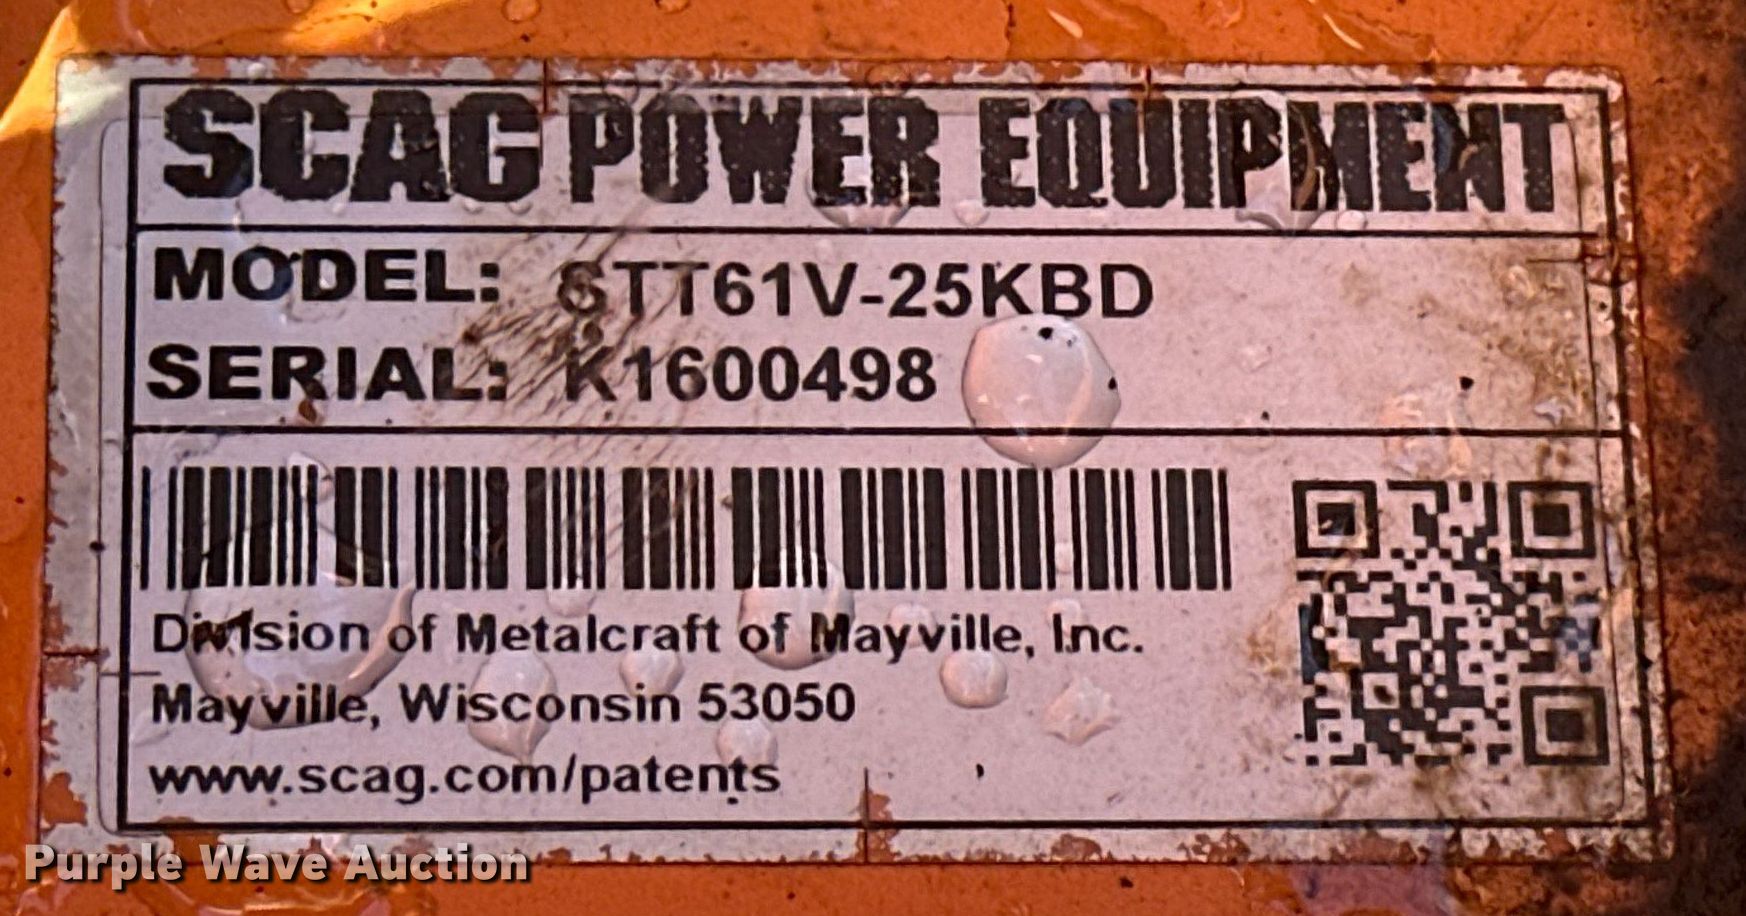 SCAG POWER EQUIPMENT
MODEL: STT61V-25KBD
SERIAL: K1600498
Division of Metalcraft of Mayville, Inc.
Mayville, Wisconsin 53050
www.scag.com/patents
Purple Wave Auction